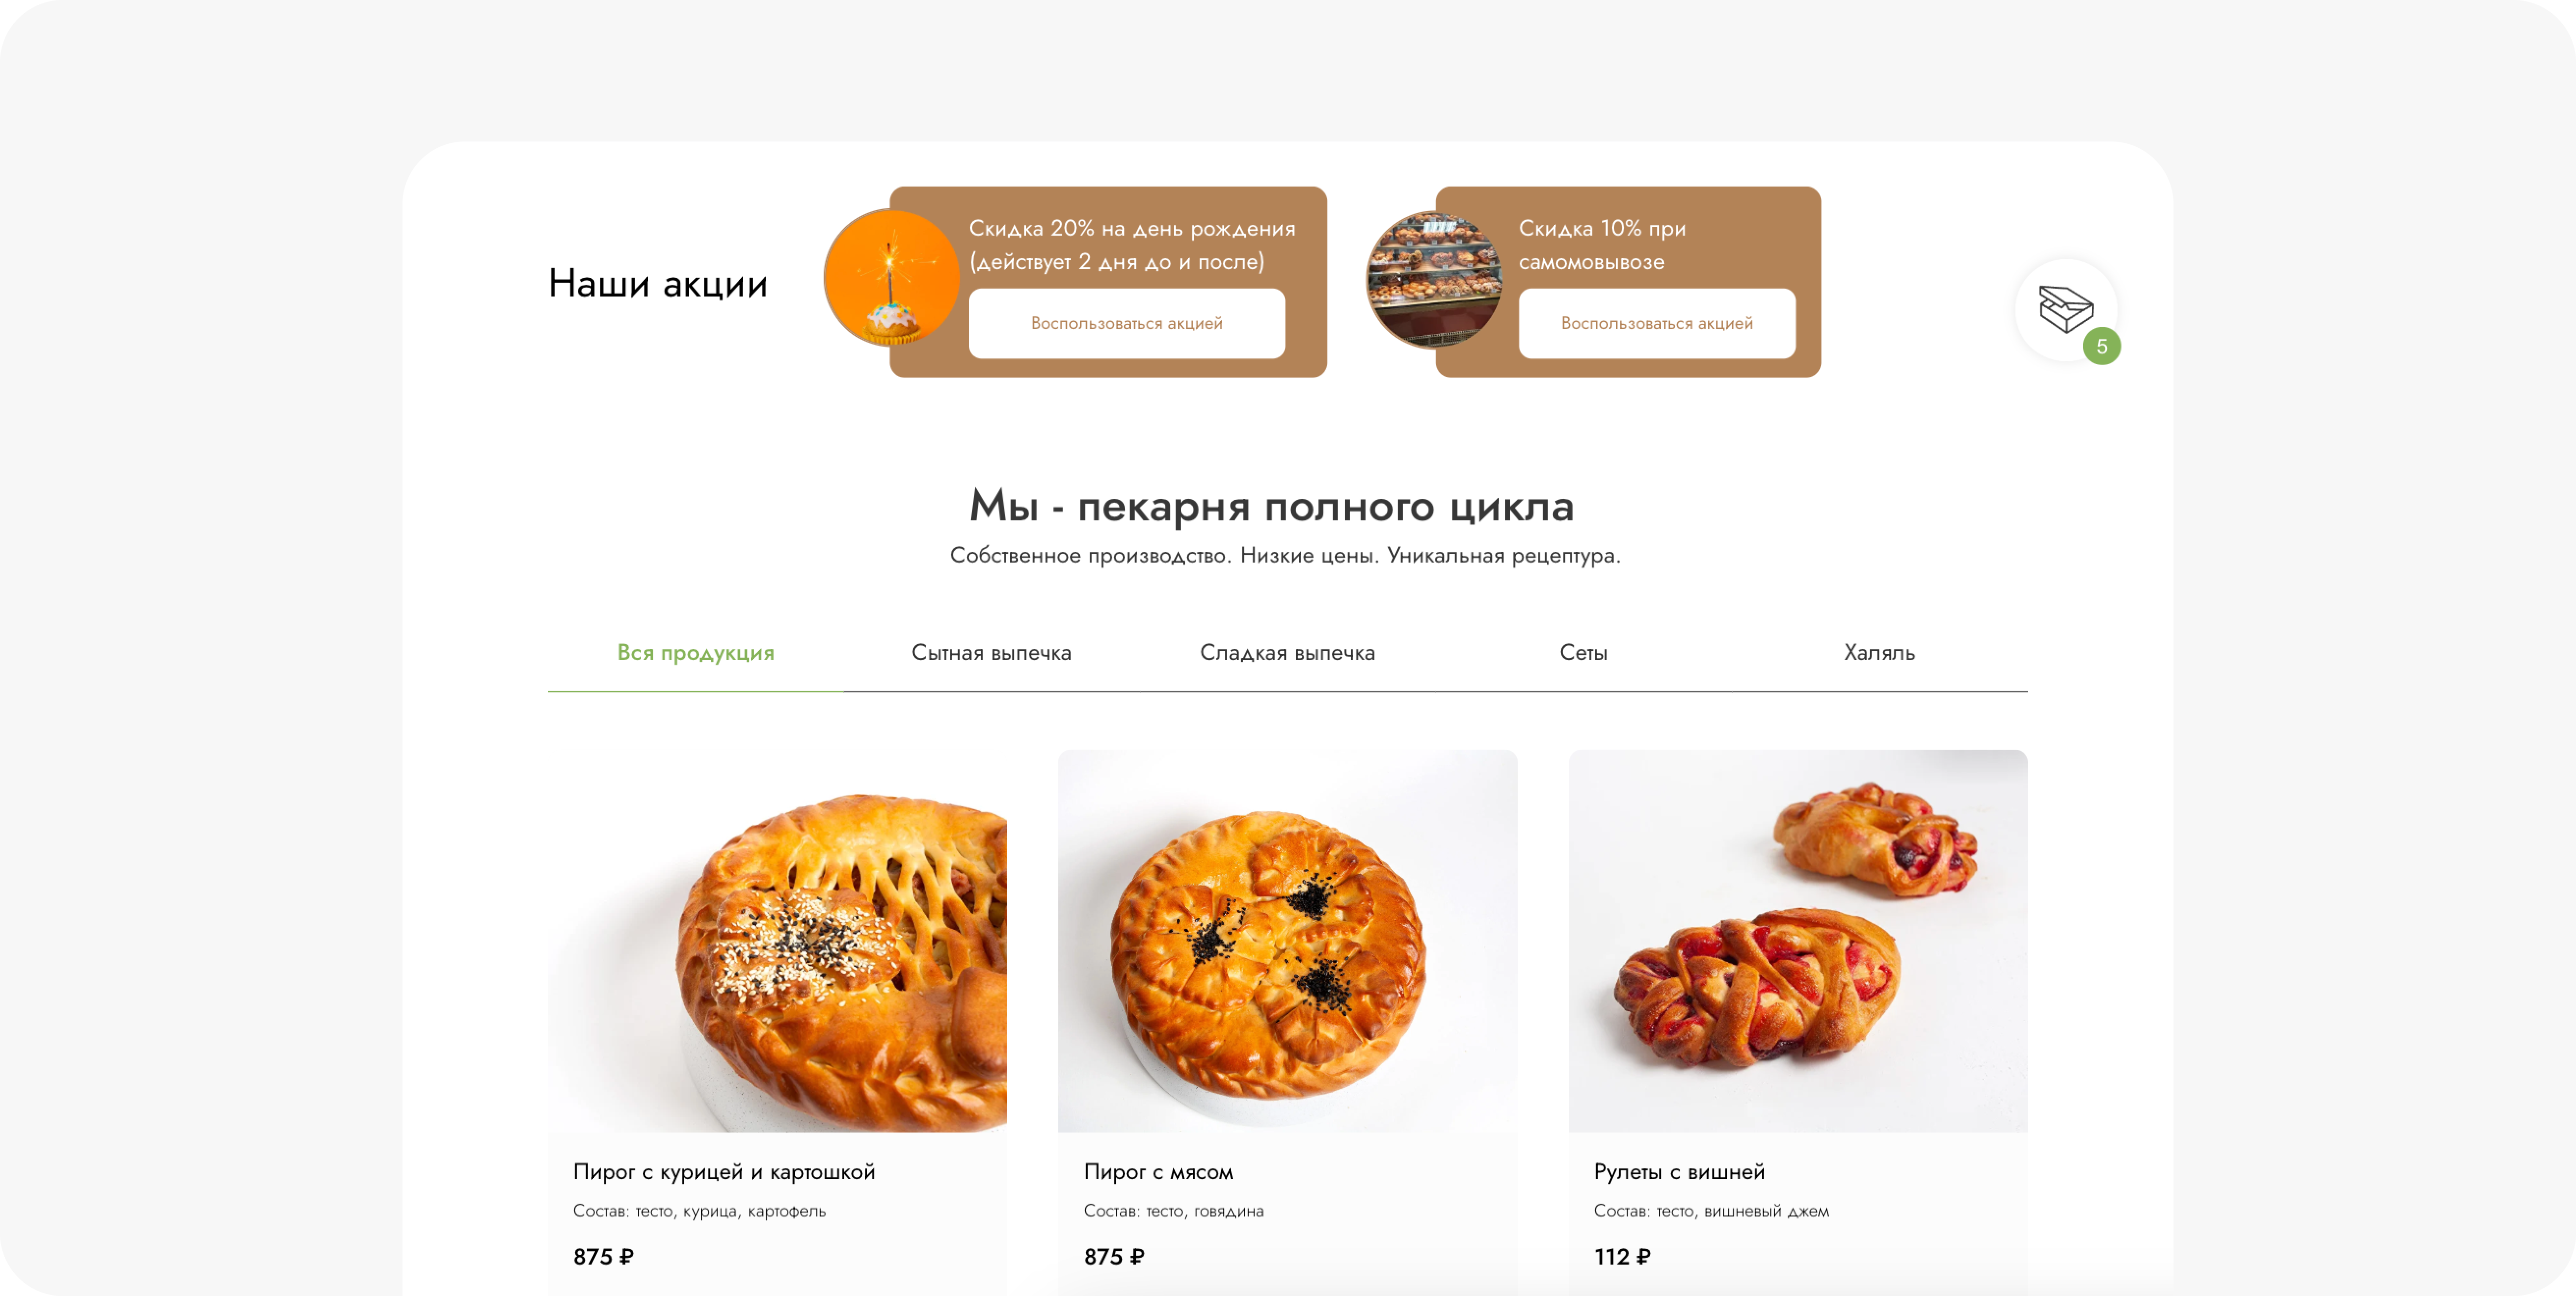 Наши акции
Скидка 20% на день рождения
(действует 2 дня до и после)
Воспользоваться акцией
Скидка 10% при
самомовывозе
Воспользоваться акцией
5
Мы - пекарня полного цикла
Собственное производство. Низкие цены. Уникальная рецептура.
Вся продукция
Сытная выпечка
Сладкая выпечка
Сеты
Халяль
Пирог с курицей и картошкой
Состав: тесто, курица, картофель
875 ₽
Пирог с мясом
Состав: тесто, говядина
875 ₽
Рулеты с вишней
Состав: тесто, вишневый джем
112 ₽